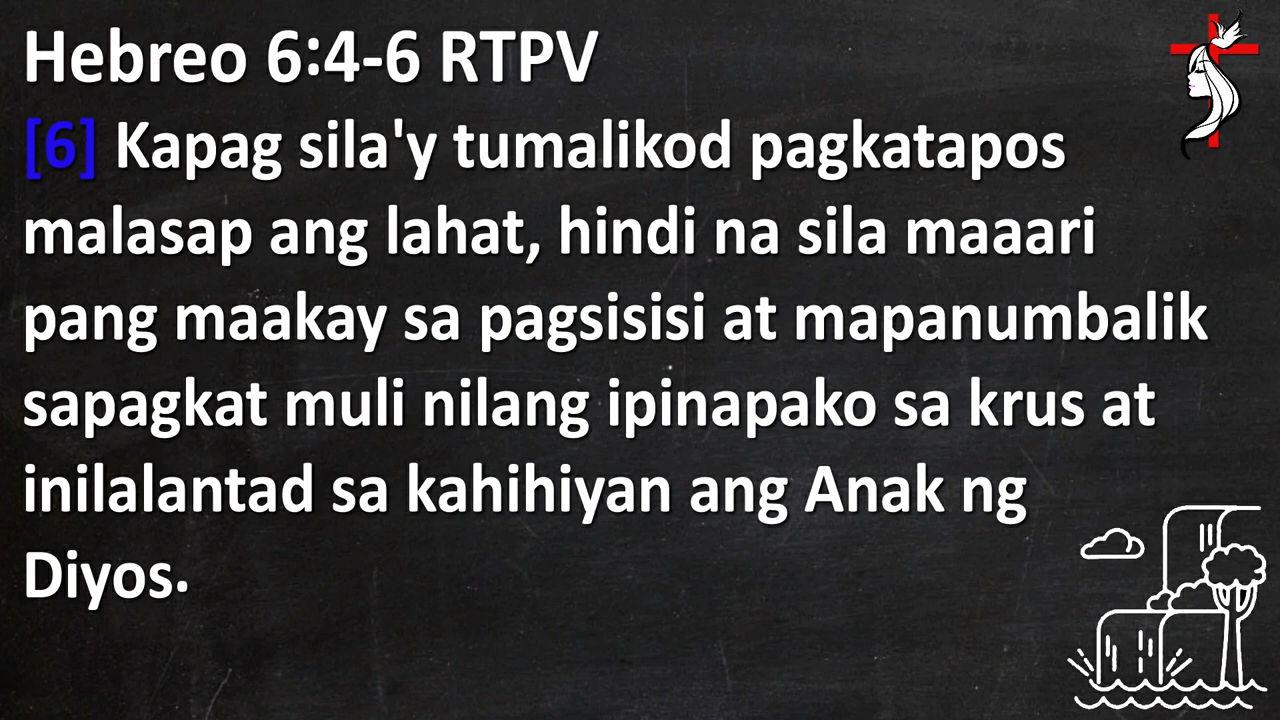 Hebreo 6:4-6 RTPV
[6] Kapag sila'y tumalikod pagkatapos
malasap ang lahat, hindi na sila maaari
pang maakay sa pagsisisi at mapanumbalik
sapagkat muli nilang ipinapako sa krus at
inilalantad sa kahihiyan ang Anak ng
Diyos.